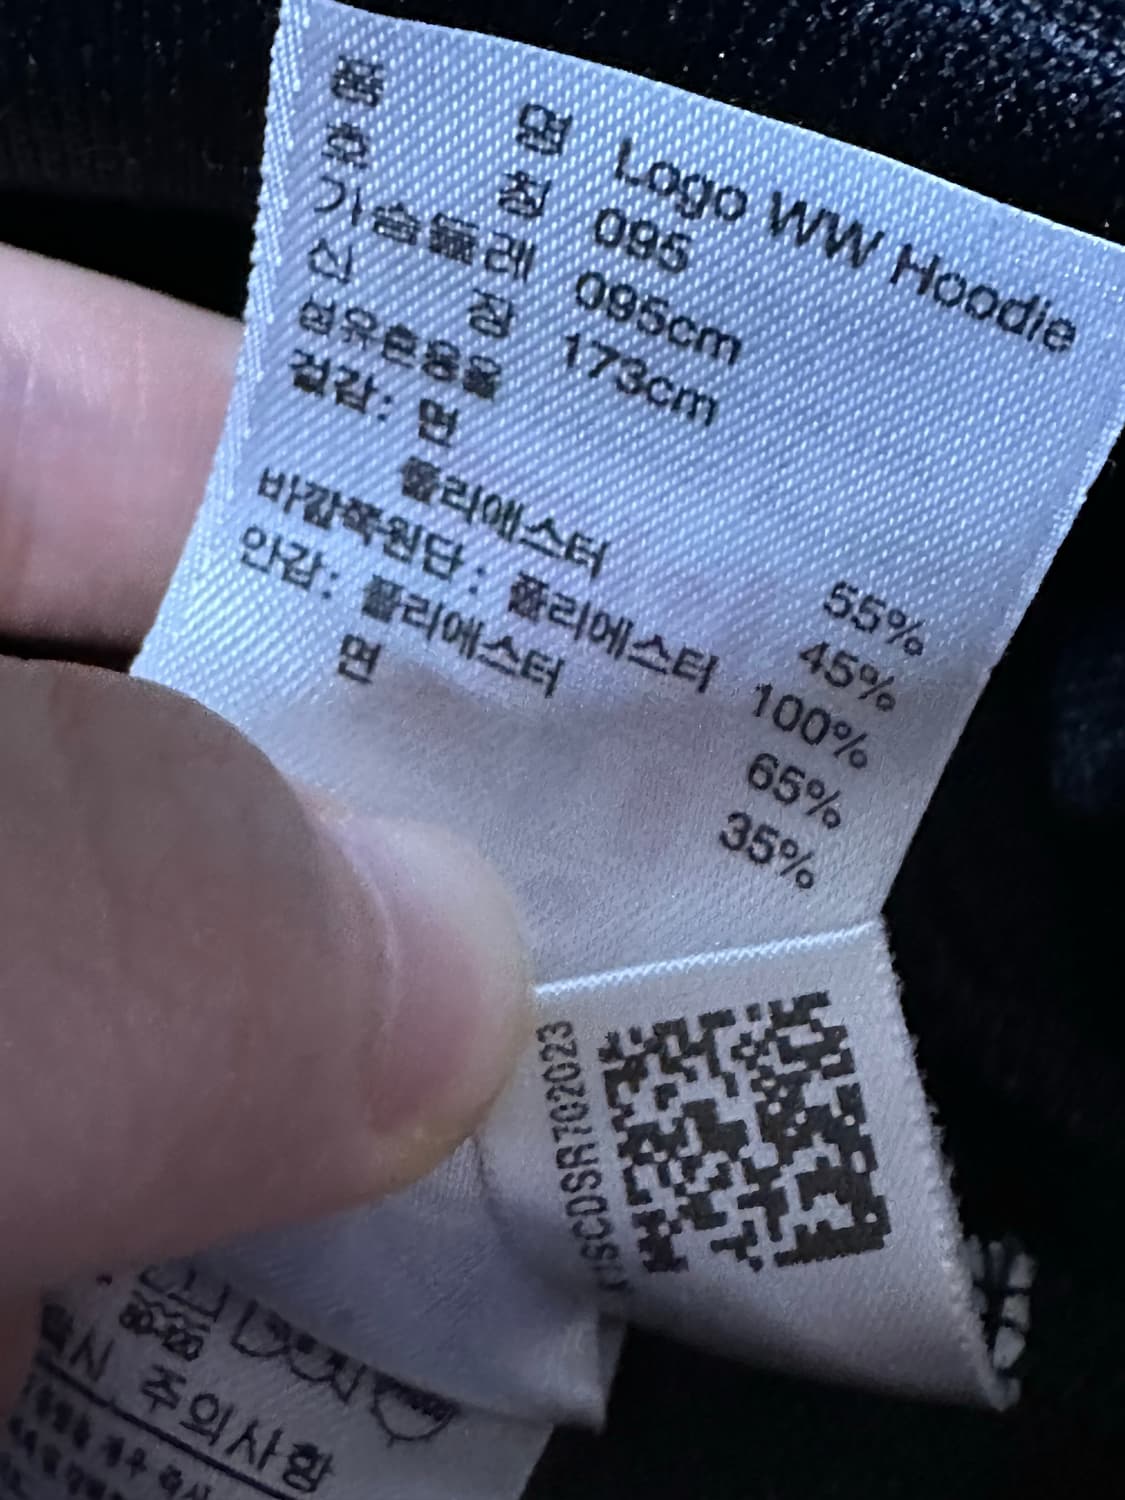 품 명 Logo WW Hoodie
호 칭 095
가슴둘레 095cm
신 장 173cm
섬유혼용율
겉감: 면 55%
폴리에스터 45%
바깥쪽원단: 폴리에스터 100%
안감: 폴리에스터 65%
면 35%
80~120
주의사항